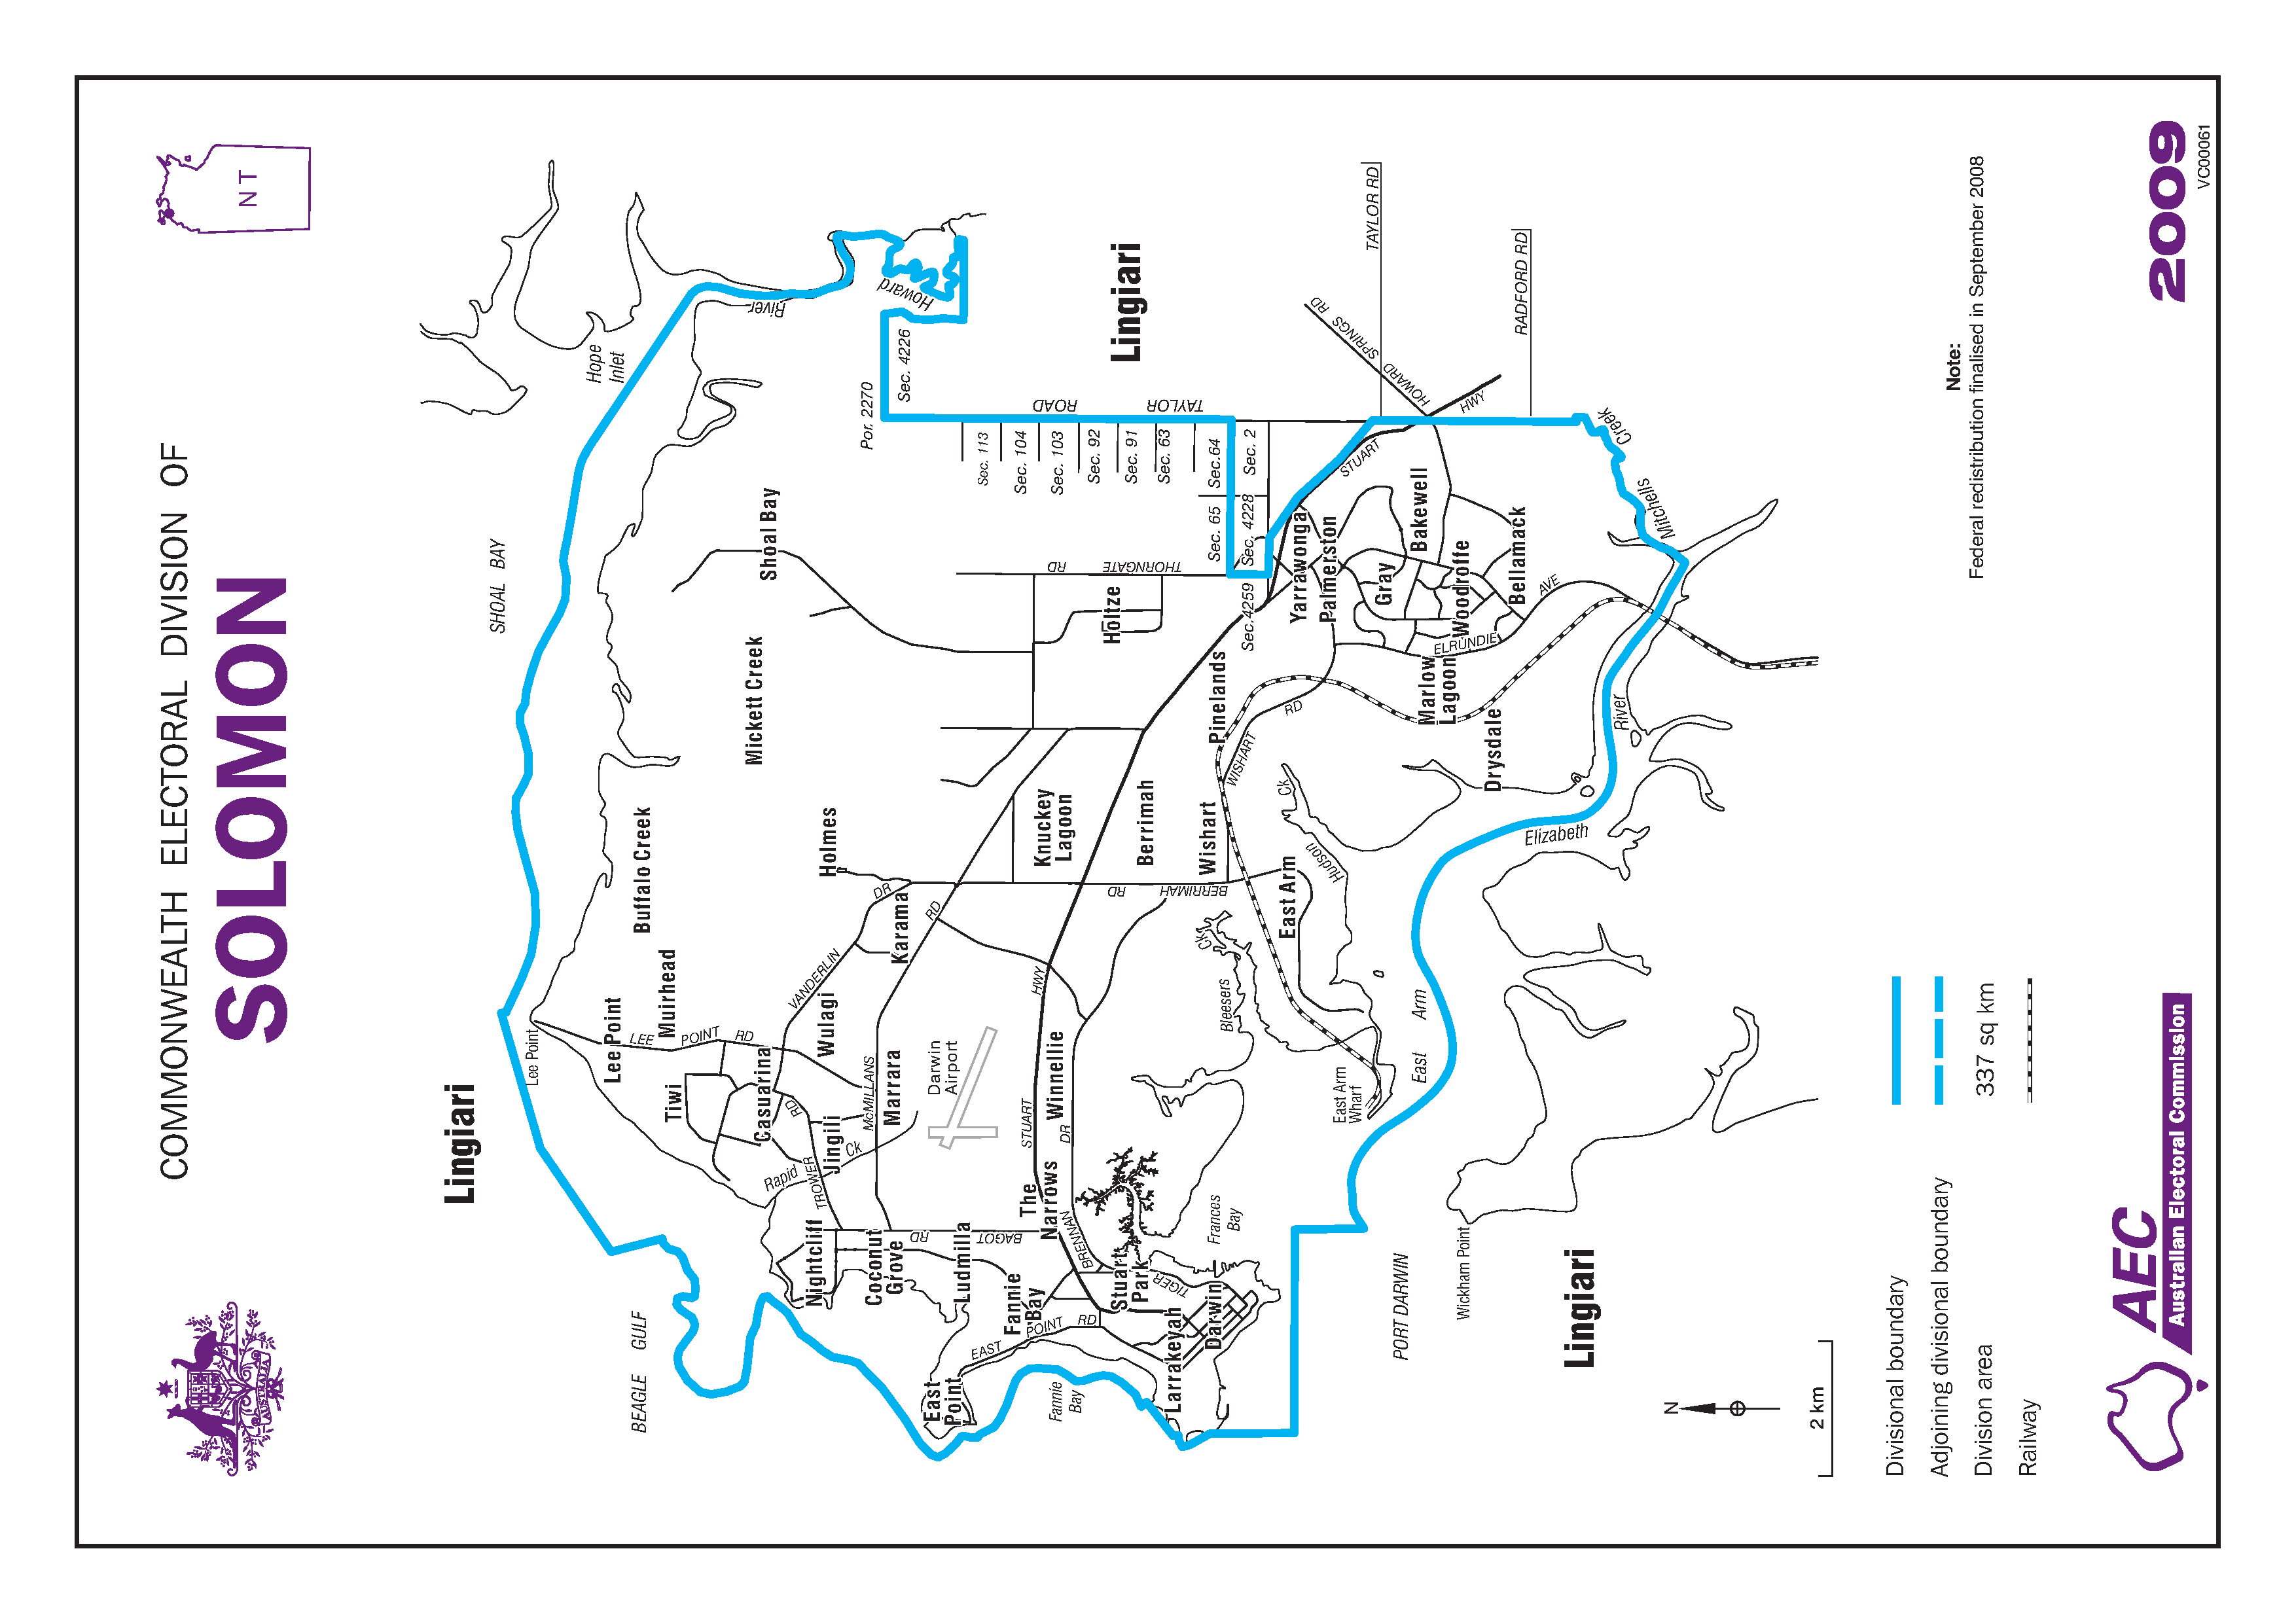 COMMONWEALTH ELECTORAL DIVISION OF
SOLOMON
N T
Lingiari
BEAGLE GULF
SHOAL BAY
Hope
Inlet
Lee Point
Lee Point
LEE POINT RD
Muirhead
Buffalo Creek
Tiwi
Mickett Creek
Shoal Bay
River
Howard
Casuarina
VANDERLIN DR
Rapid Ck
TROWER RD
Nightcliff
Jingili
Wulagi
Holmes
McMILLANS RD
Karama
Marrara
Coconut
Grove
Por. 2270
Sec. 4226
BAGOT RD
Darwin
Airport
Ludmilla
East
Point
EAST POINT RD
Fannie
Bay
Fannie
Bay
The
Narrows
STUART HWY
Winnellie
BRENNAN DR
Knuckey
Lagoon
Sec. 113
Sec. 104
Sec. 103
Sec. 92
Sec. 91
Sec. 63
Sec.64
Sec. 65
Sec. 2
Sec. 4228
Sec.4259
TAYLOR ROAD
THORNGATE RD
Holtze
Lingiari
Stuart
Park
TIGER
Larrakeyah
Darwin
Frances
Bay
Bleesers Ck
BERRIMAH RD
Berrimah
Wishart
WISHART RD
Pinelands
East Arm
Hudson Ck
East Arm
Wharf
East Arm
Yarrawonga
Palmerston
STUART HWY
HOWARD SPRINGS RD
TAYLOR RD
RADFORD RD
Gray
Bakewell
Marlow
Lagoon
Woodroffe
ELRUNDIE AVE
Bellamack
Drysdale
Elizabeth River
Mitchells Creek
PORT DARWIN
Wickham Point
Lingiari
N
2 km
Divisional boundary
Adjoining divisional boundary
Division area 337 sq km
Railway
Note:
Federal redistribution finalised in September 2008
AEC
Australian Electoral Commission
2009
VC00061
AUSTRALIA